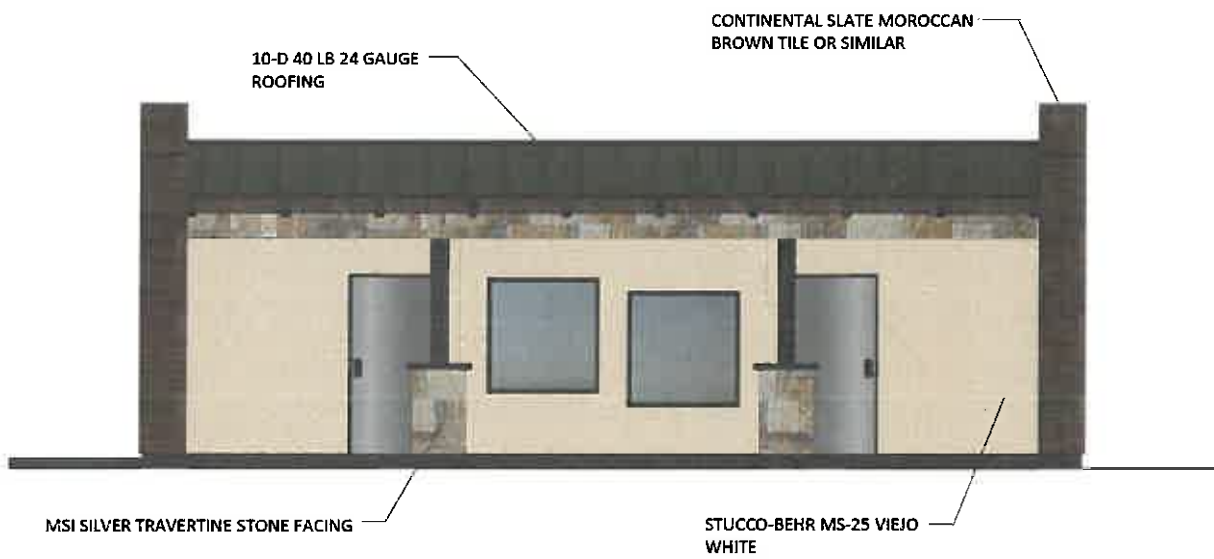 CONTINENTAL SLATE MOROCCAN
BROWN TILE OR SIMILAR
10-D 40 LB 24 GAUGE
ROOFING
MSI SILVER TRAVERTINE STONE FACING
STUCCO-BEHR MS-25 VIEJO
WHITE